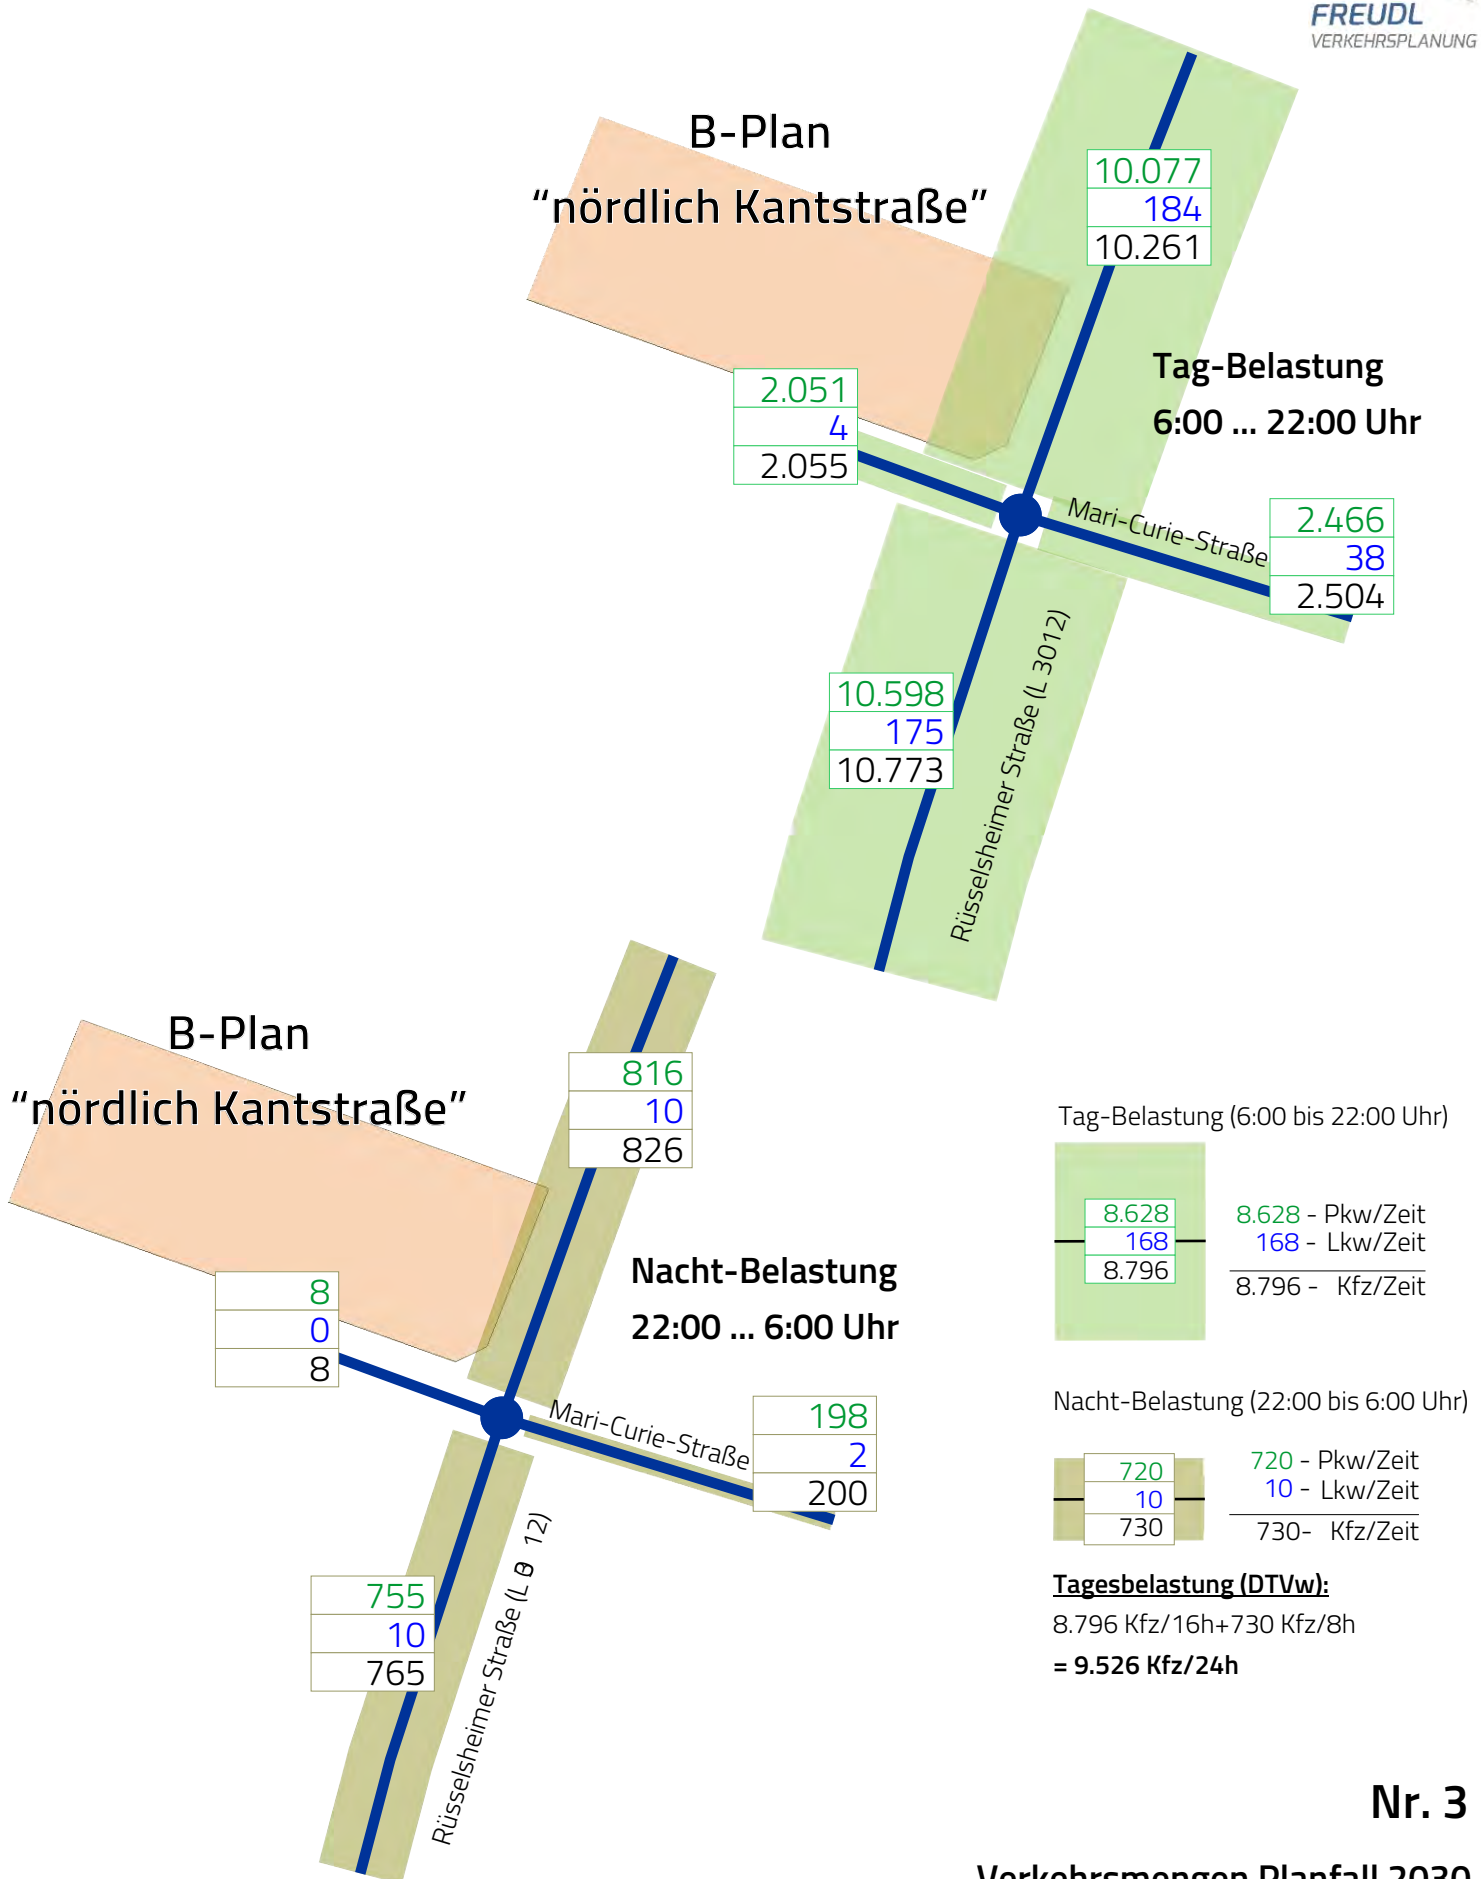 FREUDL
VERKEHRSPLANUNG
B-Plan
“nördlich Kantstraße”
10.077
184
10.261
Tag-Belastung
6:00 ... 22:00 Uhr
2.051
4
2.055
Mari-Curie-Straße
2.466
38
2.504
10.598
175
10.773
Rüsselsheimer Straße (L 3012)
B-Plan
“nördlich Kantstraße”
816
10
826
Nacht-Belastung
22:00 ... 6:00 Uhr
8
0
8
Mari-Curie-Straße
198
2
200
755
10
765
Rüsselsheimer Straße (L 12)
Tag-Belastung (6:00 bis 22:00 Uhr)
8.628
168
8.796
8.628 - Pkw/Zeit
168 - Lkw/Zeit
8.796 - Kfz/Zeit
Nacht-Belastung (22:00 bis 6:00 Uhr)
720
10
730
720 - Pkw/Zeit
10 - Lkw/Zeit
730- Kfz/Zeit
Tagesbelastung (DTVw):
8.796 Kfz/16h+730 Kfz/8h
= 9.526 Kfz/24h
Nr. 3
Verkehrsmengen Planfall 2030